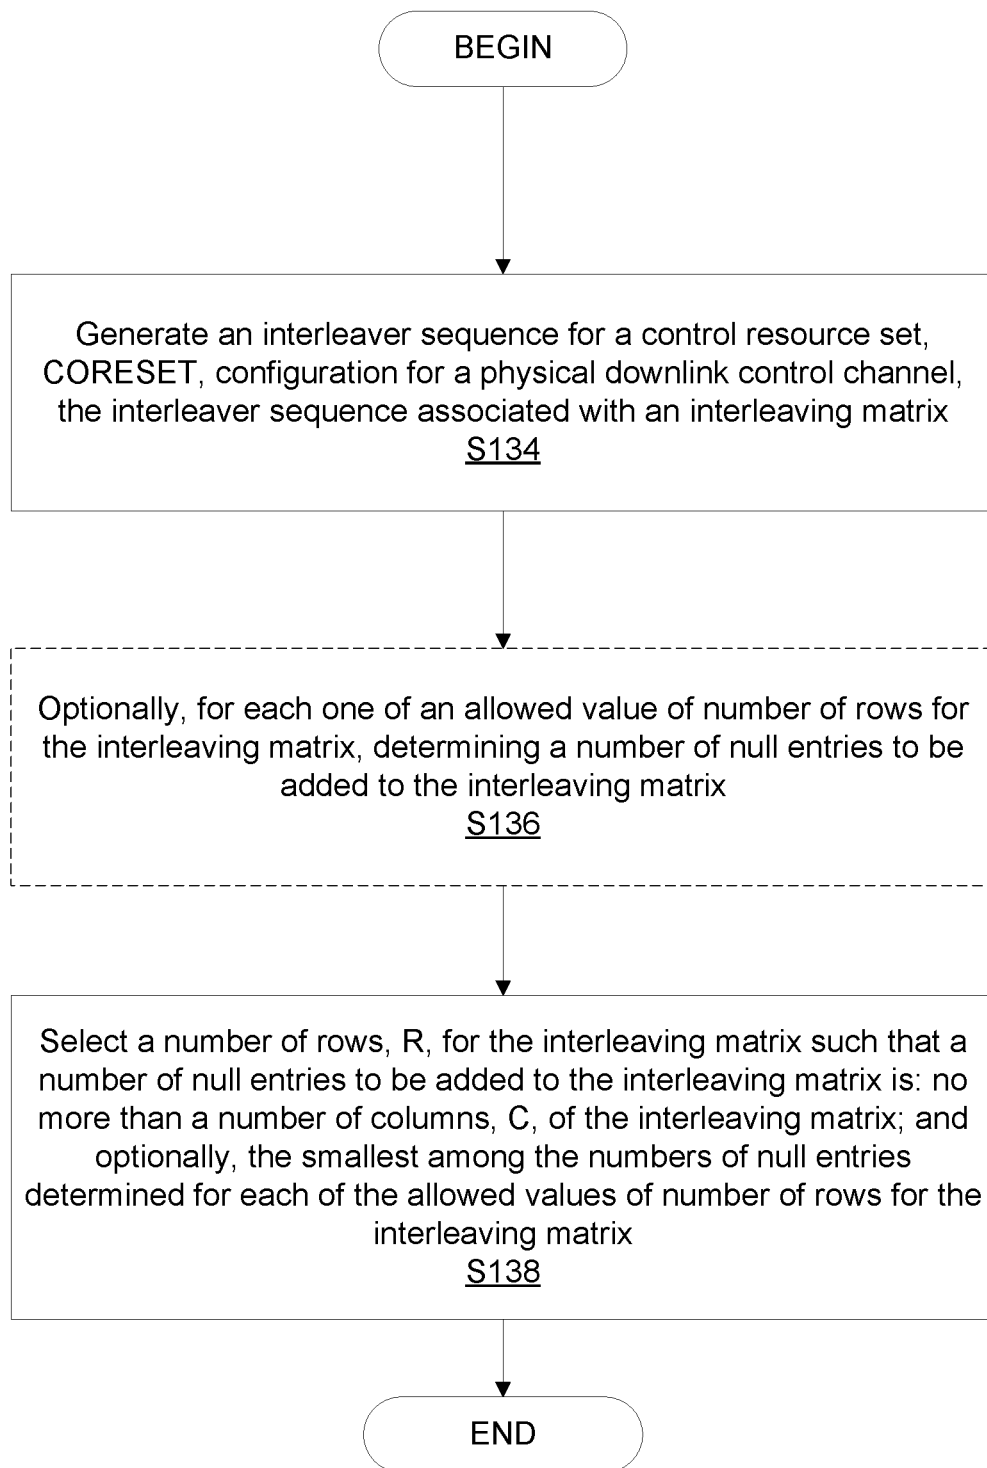 BEGIN
Generate an interleaver sequence for a control resource set,
CORESET, configuration for a physical downlink control channel,
the interleaver sequence associated with an interleaving matrix
S134
Optionally, for each one of an allowed value of number of rows for
the interleaving matrix, determining a number of null entries to be
added to the interleaving matrix
S136
Select a number of rows, R, for the interleaving matrix such that a
number of null entries to be added to the interleaving matrix is: no
more than a number of columns, C, of the interleaving matrix; and
optionally, the smallest among the numbers of null entries
determined for each of the allowed values of number of rows for the
interleaving matrix
S138
END